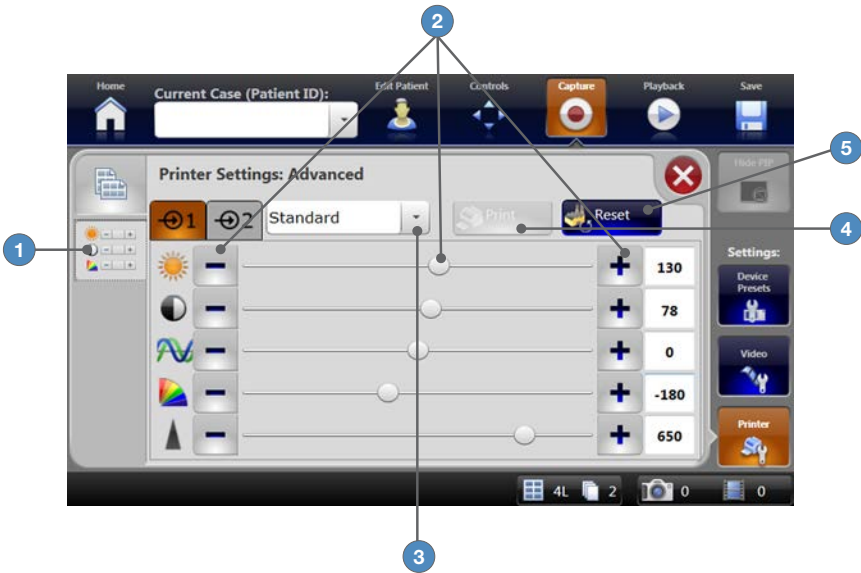 2
Home
Edit Patient
Controls
Capture
Playback
Save
Current Case (Patient ID):
5
Hide PIP
Printer Settings: Advanced
1
2
Standard
Print
Reset
4
1
130
Settings:
Device
Presets
78
0
Video
-180
Printer
650
4L
2
0
0
3